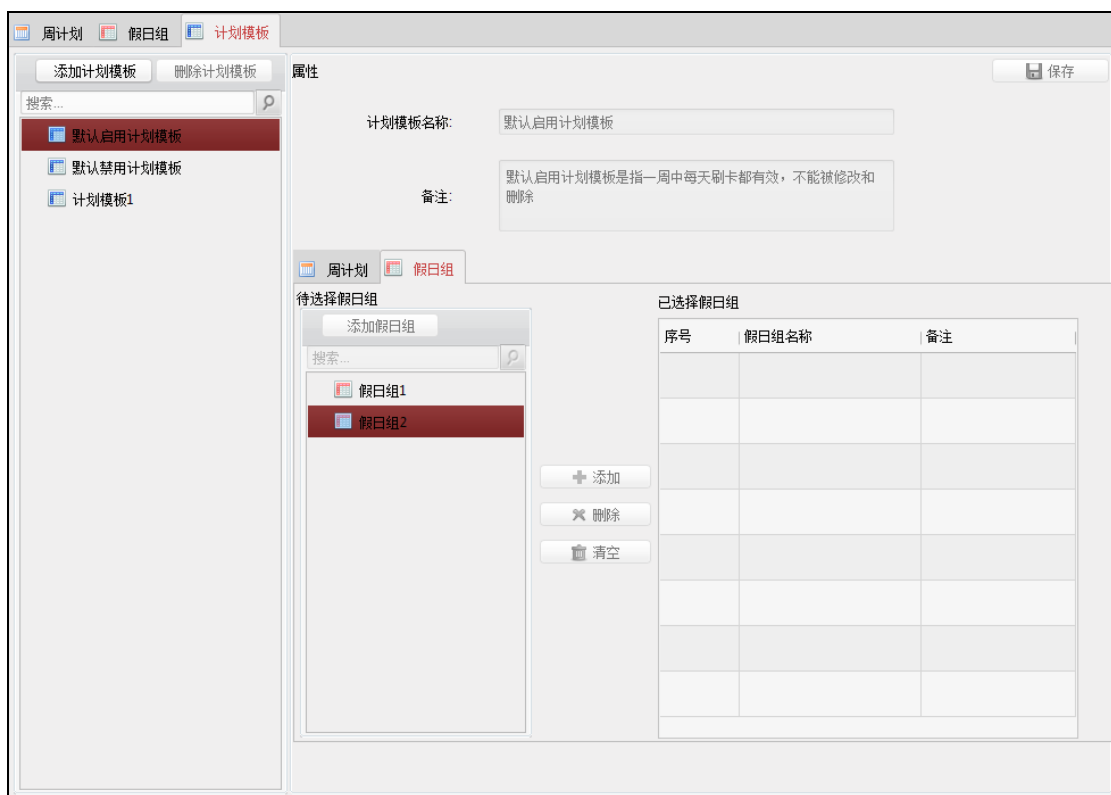 周计划 假日组 计划模板
添加计划模板 删除计划模板
搜索...
默认启用计划模板
默认禁用计划模板
计划模板1
属性
保存
计划模板名称:
默认启用计划模板
备注:
默认启用计划模板是指一周中每天刷卡都有效，不能被修改和
删除
周计划 假日组
待选择假日组
添加假日组
搜索...
假日组1
假日组2
添加
删除
清空
已选择假日组
序号 假日组名称 备注